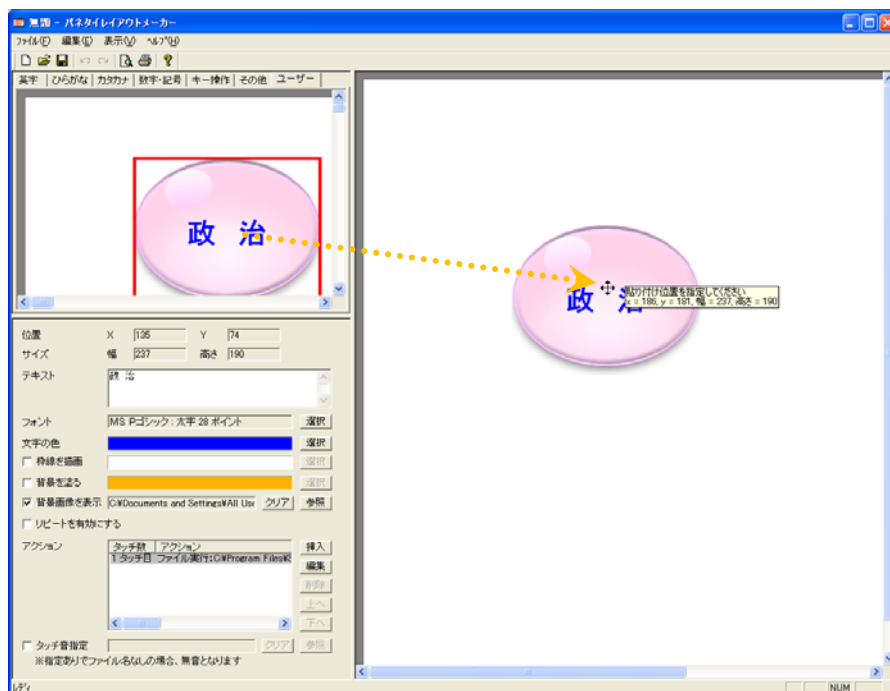 無題 - パネタイレイアウトメーカー
ファイル(F) 編集(E) 表示(V) ヘルプ(H)
英字 ひらがな カタカナ 数字・記号 キー操作 その他 ユーザー
政 治
政 治
貼り付け位置を指定してください
x = 186, y = 181, 幅 = 237, 高さ = 190
位置 X 135 Y 74
サイズ 幅 237 高さ 190
テキスト 政 治
フォント MS Pゴシック : 太字 28 ポイント 選択
文字の色 選択
枠線を描画 選択
背景を塗る 選択
背景画像を表示 C:¥Documents and Settings¥All Use クリア 参照
リピートを有効にする
アクション タッチ数 アクション 挿入
1 タッチ目 ファイル実行:C:¥Program Files¥ 編集
削除
上へ
下へ
タッチ音指定 クリア 参照
※指定ありでファイル名なしの場合、無音となります
レディ NUM